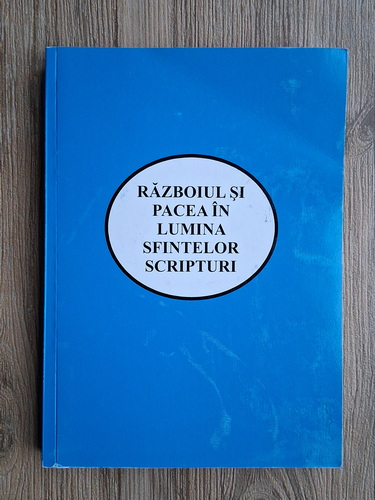 RĂZBOIUL ȘI
PACEA ÎN
LUMINA
SFINTELOR
SCRIPTURI